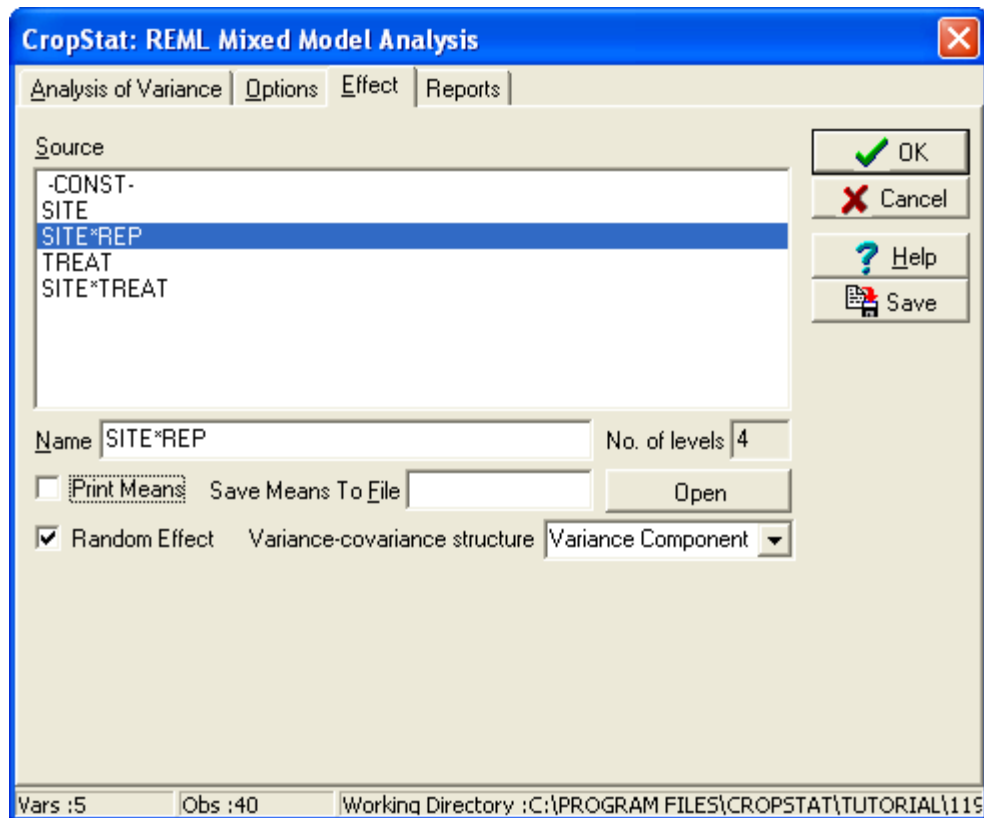 CropStat: REML Mixed Model Analysis
Analysis of Variance Options Effect Reports
Source
-CONST-
SITE
SITE*REP
TREAT
SITE*TREAT
OK
Cancel
Help
Save
Name SITE*REP No. of levels 4
Print Means Save Means To File Open
Random Effect Variance-covariance structure Variance Component
Vars :5 Obs :40 Working Directory :C:\PROGRAM FILES\CROPSTAT\TUTORIAL\119